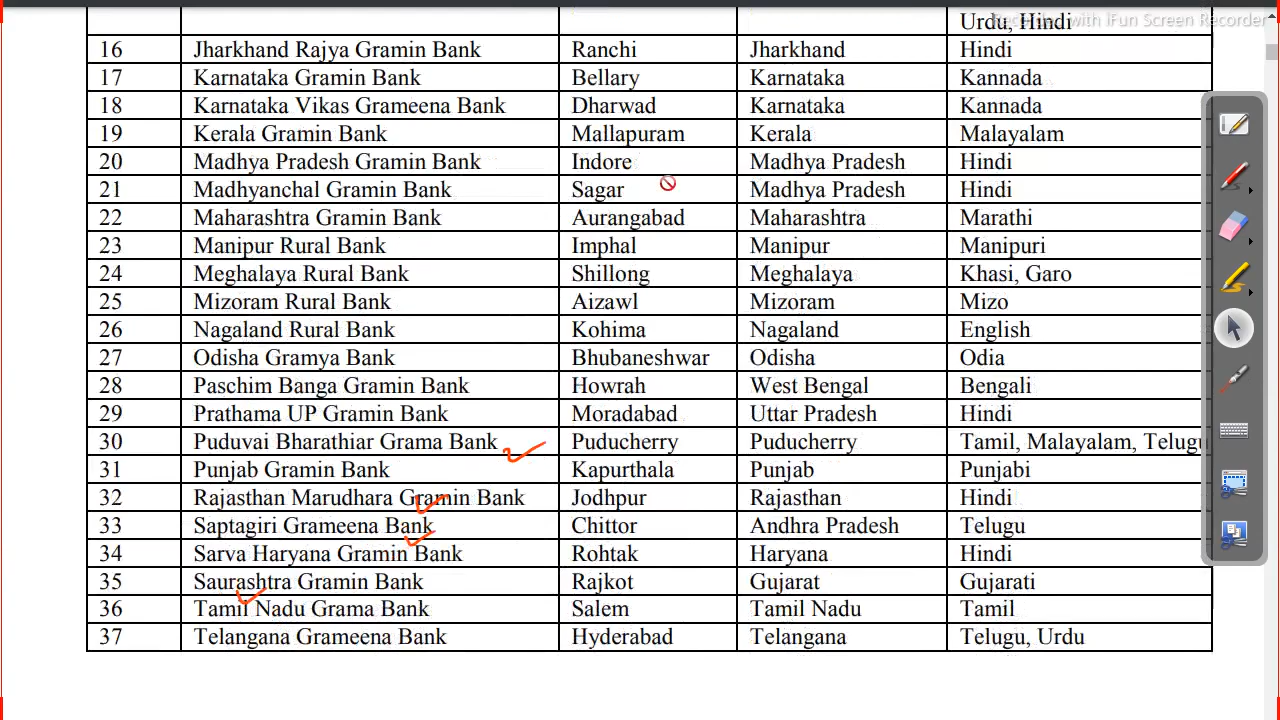 Recorded with iFun Screen Recorder
Urdu, Hindi
16 Jharkhand Rajya Gramin Bank Ranchi Jharkhand Hindi
17 Karnataka Gramin Bank Bellary Karnataka Kannada
18 Karnataka Vikas Grameena Bank Dharwad Karnataka Kannada
19 Kerala Gramin Bank Mallapuram Kerala Malayalam
20 Madhya Pradesh Gramin Bank Indore Madhya Pradesh Hindi
21 Madhyanchal Gramin Bank Sagar Madhya Pradesh Hindi
22 Maharashtra Gramin Bank Aurangabad Maharashtra Marathi
23 Manipur Rural Bank Imphal Manipur Manipuri
24 Meghalaya Rural Bank Shillong Meghalaya Khasi, Garo
25 Mizoram Rural Bank Aizawl Mizoram Mizo
26 Nagaland Rural Bank Kohima Nagaland English
27 Odisha Gramya Bank Bhubaneshwar Odisha Odia
28 Paschim Banga Gramin Bank Howrah West Bengal Bengali
29 Prathama UP Gramin Bank Moradabad Uttar Pradesh Hindi
30 Puduvai Bharathiar Grama Bank Puducherry Puducherry Tamil, Malayalam, Telugu
31 Punjab Gramin Bank Kapurthala Punjab Punjabi
32 Rajasthan Marudhara Gramin Bank Jodhpur Rajasthan Hindi
33 Saptagiri Grameena Bank Chittor Andhra Pradesh Telugu
34 Sarva Haryana Gramin Bank Rohtak Haryana Hindi
35 Saurashtra Gramin Bank Rajkot Gujarat Gujarati
36 Tamil Nadu Grama Bank Salem Tamil Nadu Tamil
37 Telangana Grameena Bank Hyderabad Telangana Telugu, Urdu